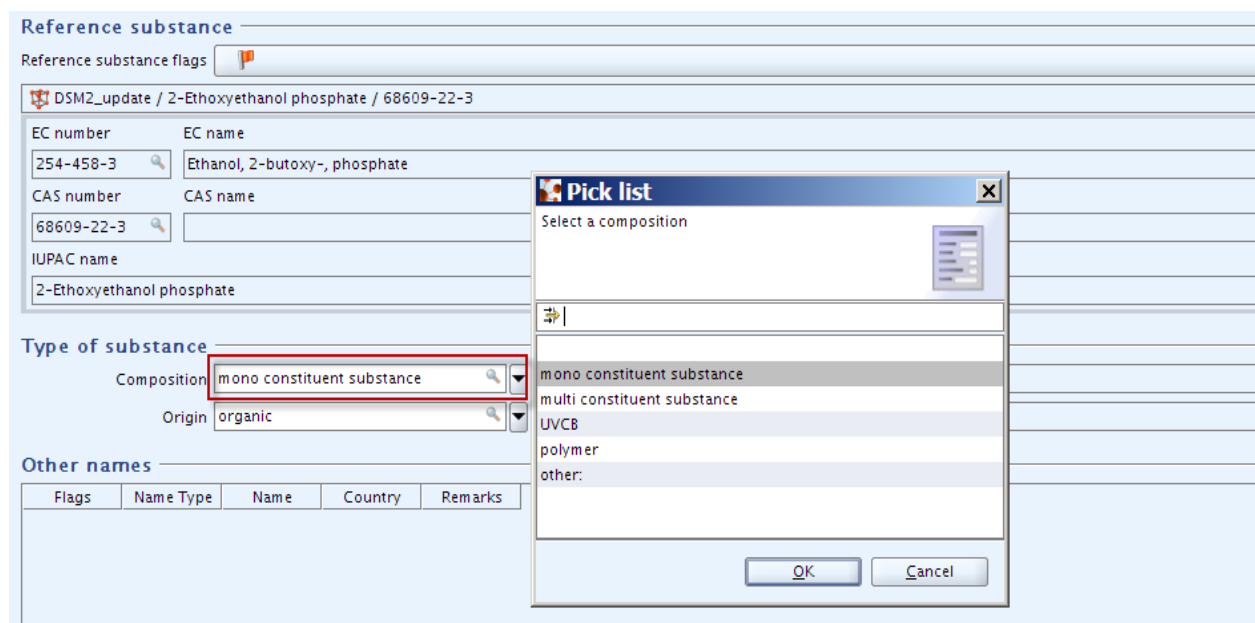 Reference substance
Reference substance flags
DSM2_update / 2-Ethoxyethanol phosphate / 68609-22-3
EC number EC name
254-458-3 Ethanol, 2-butoxy-, phosphate
CAS number CAS name
68609-22-3
IUPAC name
2-Ethoxyethanol phosphate
Type of substance
Composition mono constituent substance
Origin organic
Other names
Flags Name Type Name Country Remarks
Pick list
Select a composition
mono constituent substance
multi constituent substance
UVCB
polymer
other:
OK Cancel